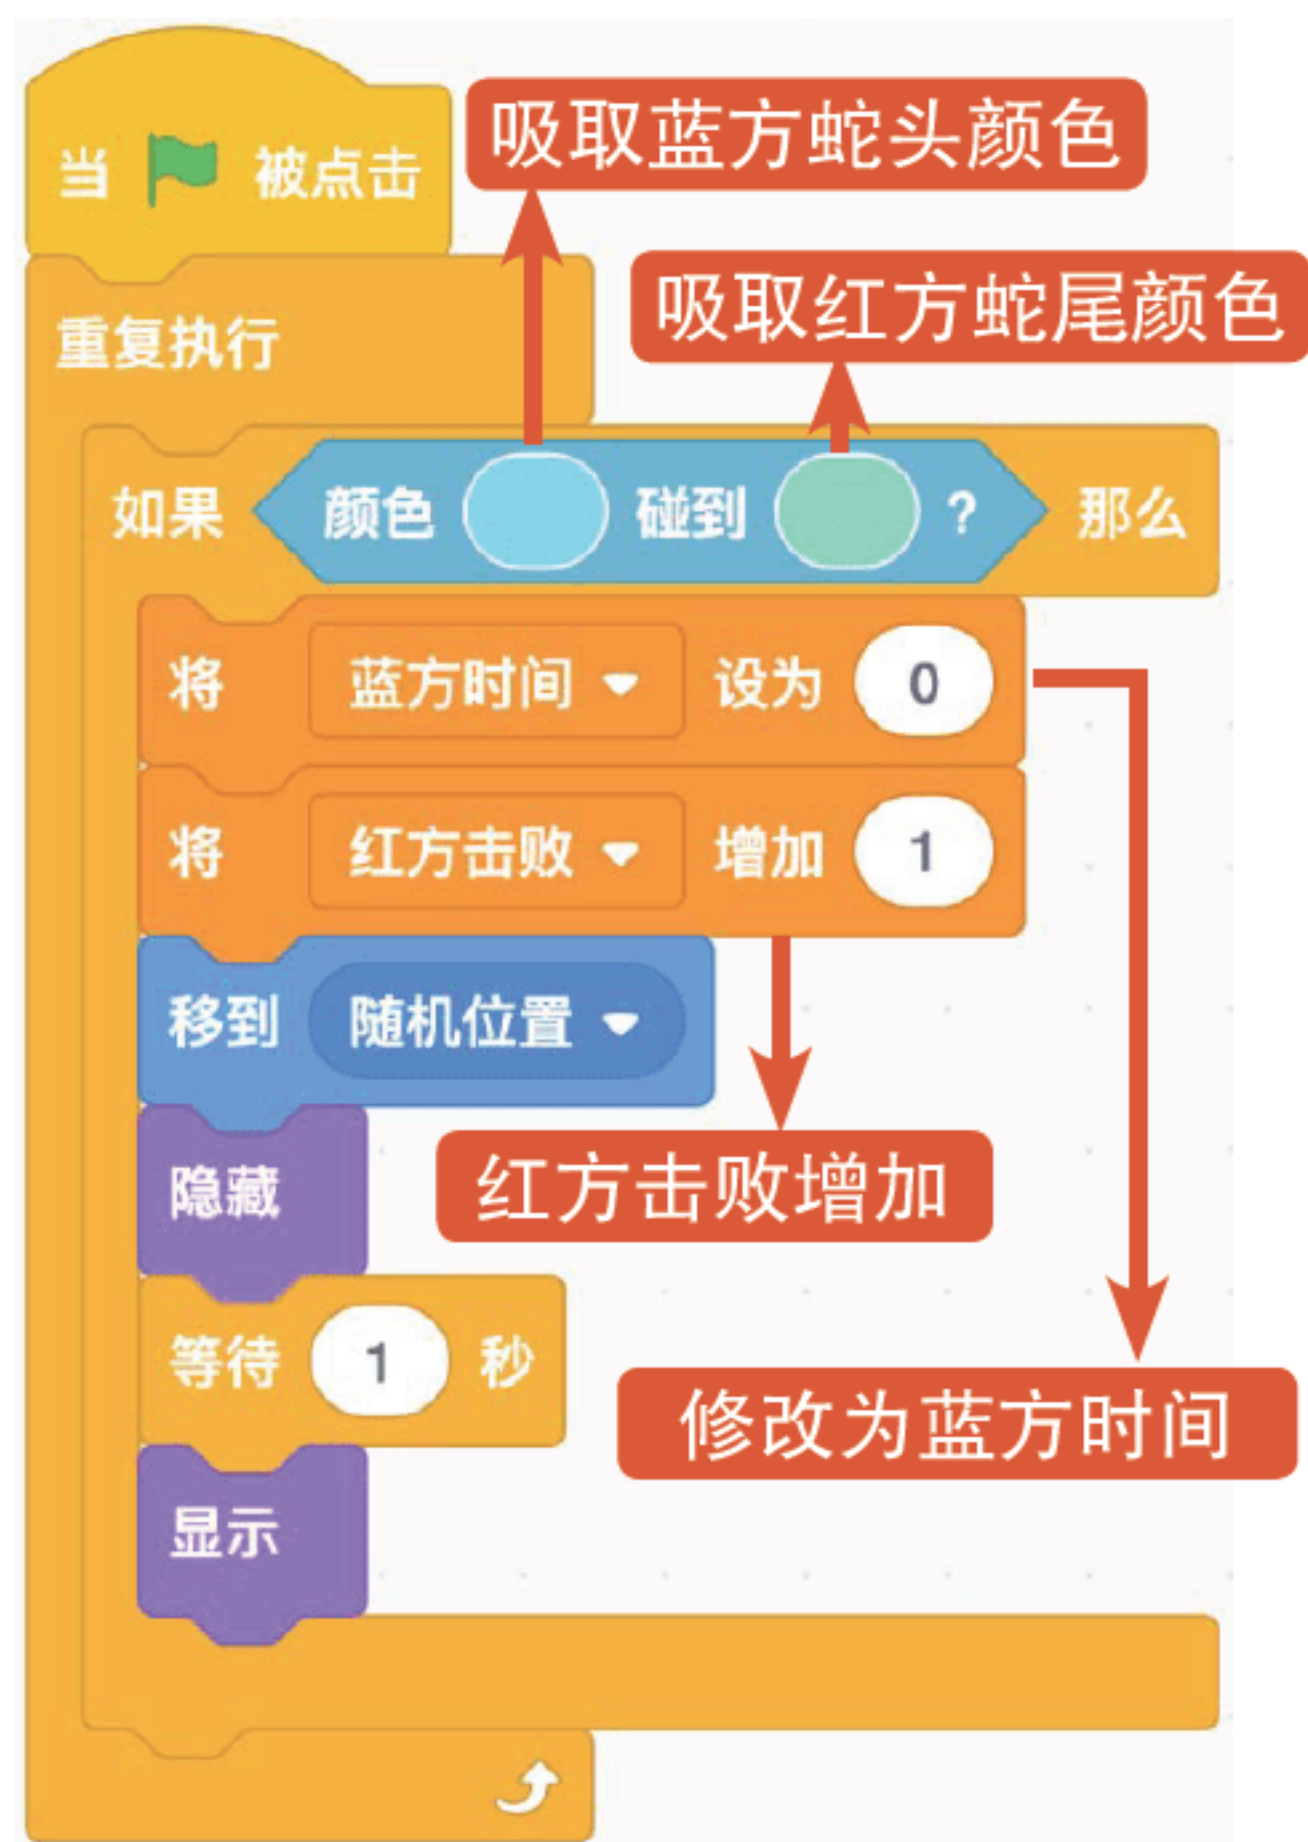 吸取蓝方蛇头颜色
当 被点击
吸取红方蛇尾颜色
重复执行
如果 颜色 碰到 ? 那么
将 蓝方时间 设为 0
将 红方击败 增加 1
移到 随机位置
红方击败增加
隐藏
等待 1 秒
修改为蓝方时间
显示